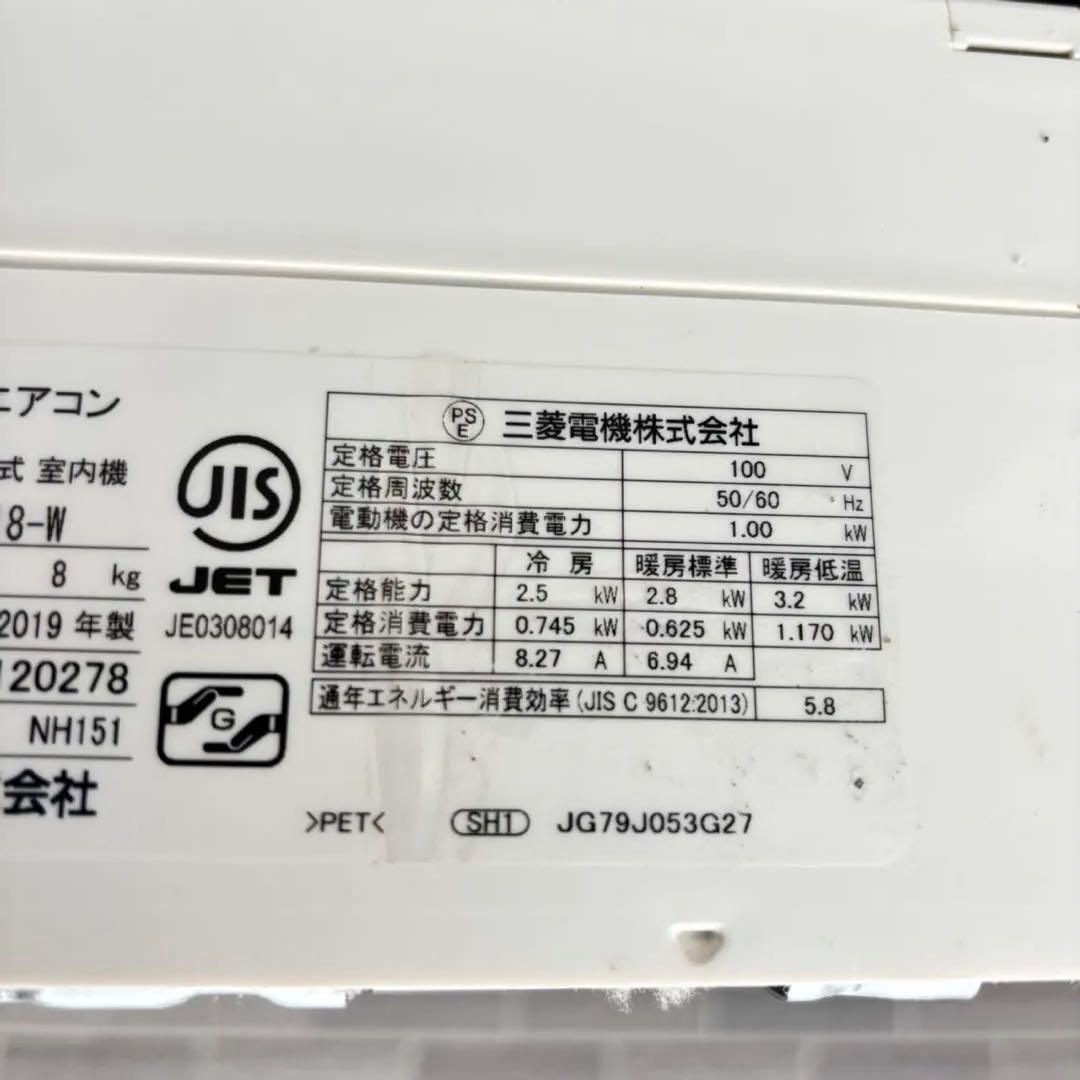 エアコン
式 室内機
18-W
8 kg
2019 年製
120278
NH151
会社
JIS
JET
JE0308014
G
PS
E
三菱電機株式会社
定格電圧 100 V
定格周波数 50/60 Hz
電動機の定格消費電力 1.00 kW
冷 房 暖房標準 暖房低温
定格能力 2.5 kW 2.8 kW 3.2 kW
定格消費電力 0.745 kW 0.625 kW 1.170 kW
運転電流 8.27 A 6.94 A
通年エネルギー消費効率(JIS C 9612:2013) 5.8
>PET< SH1 JG79J053G27